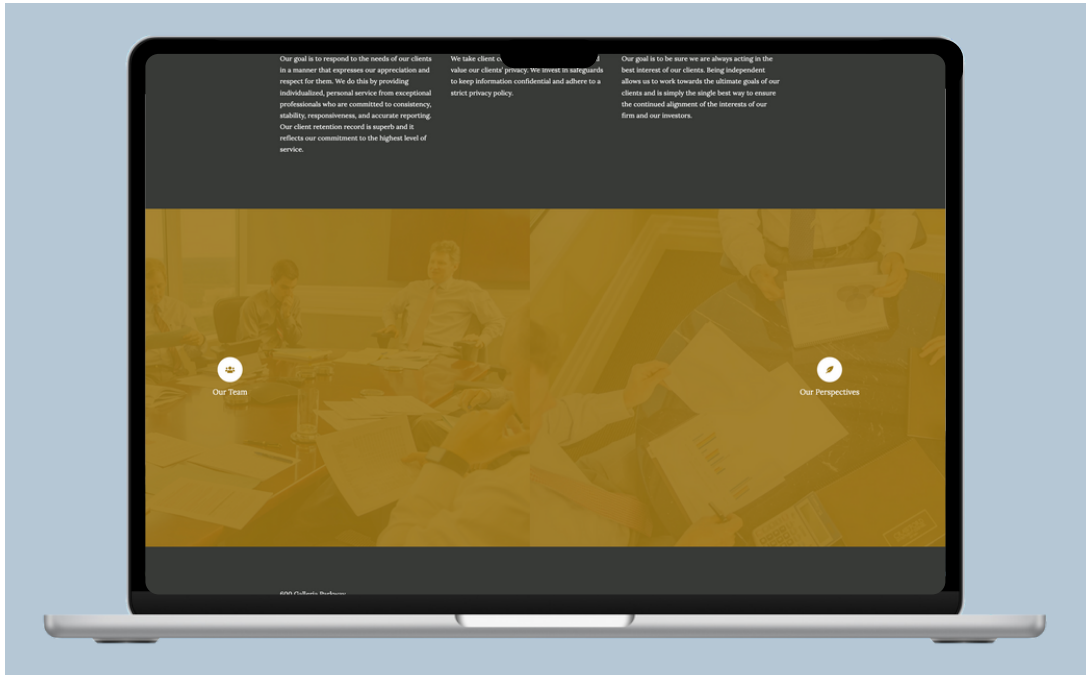 Our goal is to respond to the needs of our clients
in a manner that expresses our appreciation and
respect for them. We do this by providing
individualized, personal service from exceptional
professionals who are committed to consistency,
stability, responsiveness, and accurate reporting.
Our client retention record is superb and it
reflects our commitment to the highest level of
service.
We take client
value our clients' privacy. We invest in safeguards
to keep information confidential and adhere to a
strict privacy policy.
Our goal is to be sure we are always acting in the
best interest of our clients. Being independent
allows us to work towards the ultimate goals of our
clients and is simply the single best way to ensure
the continued alignment of the interests of our
firm and our investors.
Our Team
Our Perspectives
600 Galleria Parkway